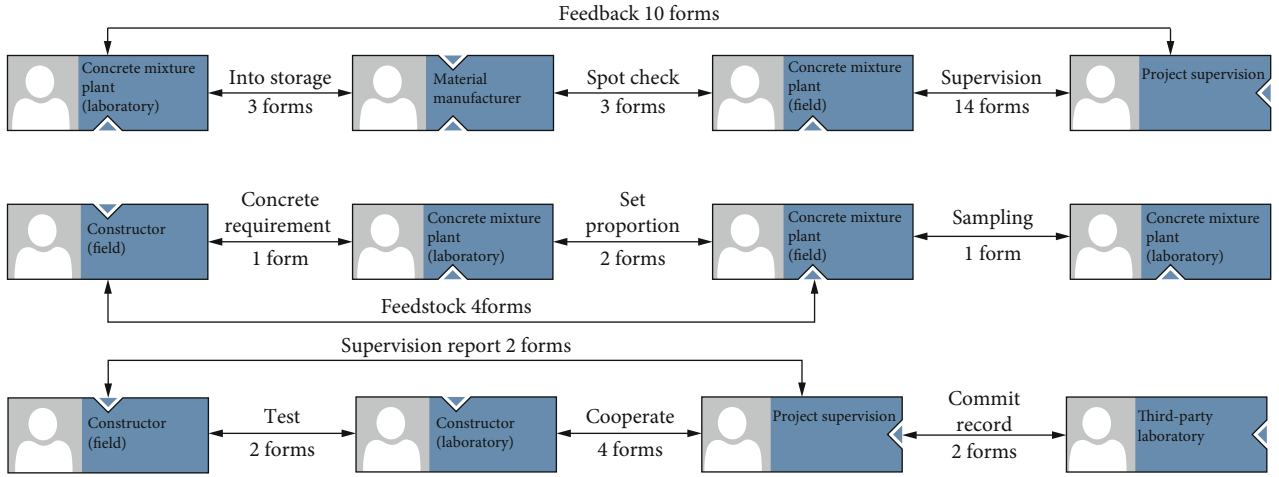 Feedback 10 forms
Concrete mixture
plant
(laboratory)
Into storage
3 forms
Material
manufacturer
Spot check
3 forms
Concrete mixture
plant
(field)
Supervision
14 forms
Project supervision
Constructor
(field)
Concrete
requirement
1 form
Concrete mixture
plant
(laboratory)
Set
proportion
2 forms
Concrete mixture
plant
(field)
Sampling
1 form
Concrete mixture
plant
(laboratory)
Feedstock 4forms
Supervision report 2 forms
Constructor
(field)
Test
2 forms
Constructor
(laboratory)
Cooperate
4 forms
Project supervision
Commit
record
2 forms
Third-party
laboratory